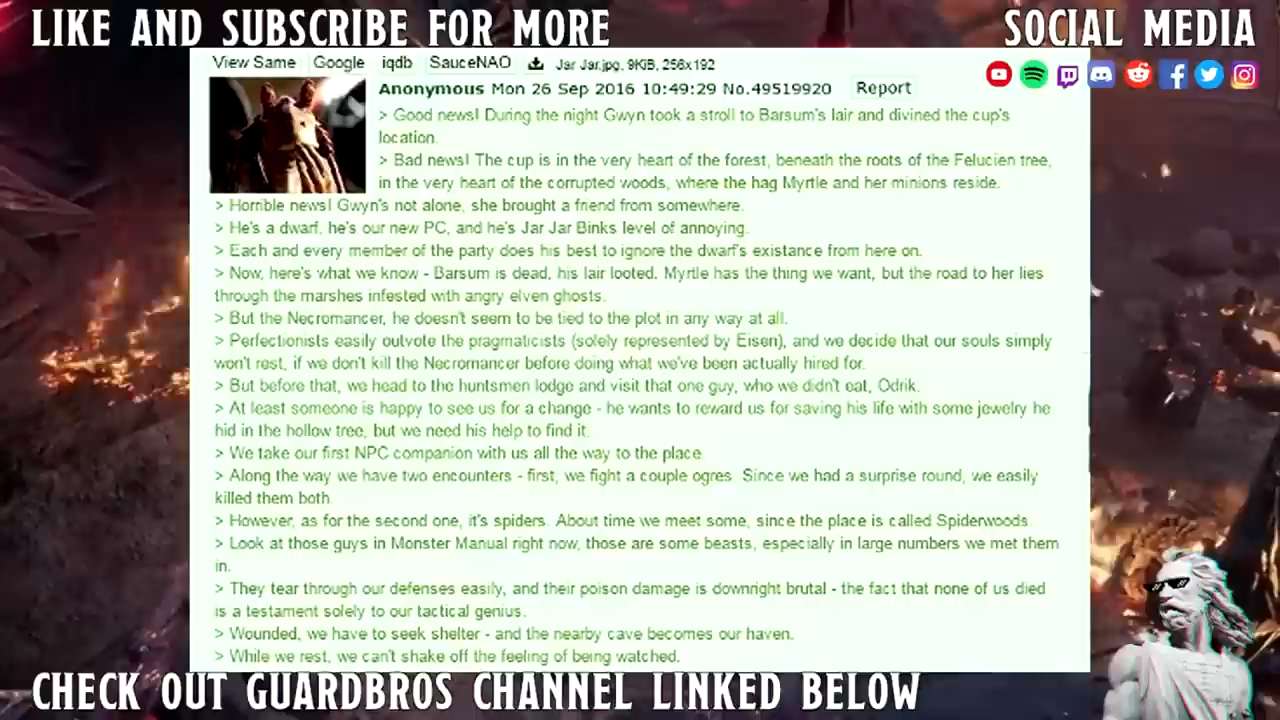 LIKE AND SUBSCRIBE FOR MORE
SOCIAL MEDIA
View Same Google iqdb SauceNAO Jar Jar.jpg, 9KGB, 256x192
Anonymous Mon 26 Sep 2016 10:49:29 No.49519920 Report
> Good news! During the night Gwyn took a stroll to Barsum's lair and divined the cup's
location.
> Bad news! The cup is in the very heart of the forest, beneath the roots of the Felucien tree,
in the very heart of the corrupted woods, where the hag Myrtle and her minions reside.
> Horrible news! Gwyn's not alone, she brought a friend from somewhere.
> He's a dwarf, he's our new PC, and he's Jar Jar Binks level of annoying.
> Each and every member of the party does his best to ignore the dwarf's existance from here on.
> Now, here's what we know - Barsum is dead, his lair looted. Myrtle has the thing we want, but the road to her lies
through the marshes infested with angry elven ghosts.
> But the Necromancer, he doesn't seem to be tied to the plot in any way at all.
> Perfectionists easily outvote the pragmaticists (solely represented by Eisen), and we decide that our souls simply
won't rest, if we don't kill the Necromancer before doing what we've been actually hired for.
> But before that, we head to the huntsmen lodge and visit that one guy, who we didn't eat, Odrik.
> At least someone is happy to see us for a change - he wants to reward us for saving his life with some jewelry he
hid in the hollow tree, but we need his help to find it.
> We take our first NPC companion with us all the way to the place.
> Along the way we have two encounters - first, we fight a couple ogres. Since we had a surprise round, we easily
killed them both.
> However, as for the second one, it's spiders. About time we meet some, since the place is called Spiderwoods.
> Look at those guys in Monster Manual right now, those are some beasts, especially in large numbers we met them
in.
> They tear through our defenses easily, and their poison damage is downright brutal - the fact that none of us died
is a testament solely to our tactical genius.
> Wounded, we have to seek shelter - and the nearby cave becomes our haven.
> While we rest, we can't shake off the feeling of being watched.
CHECK OUT GUARDBROS CHANNEL LINKED BELOW